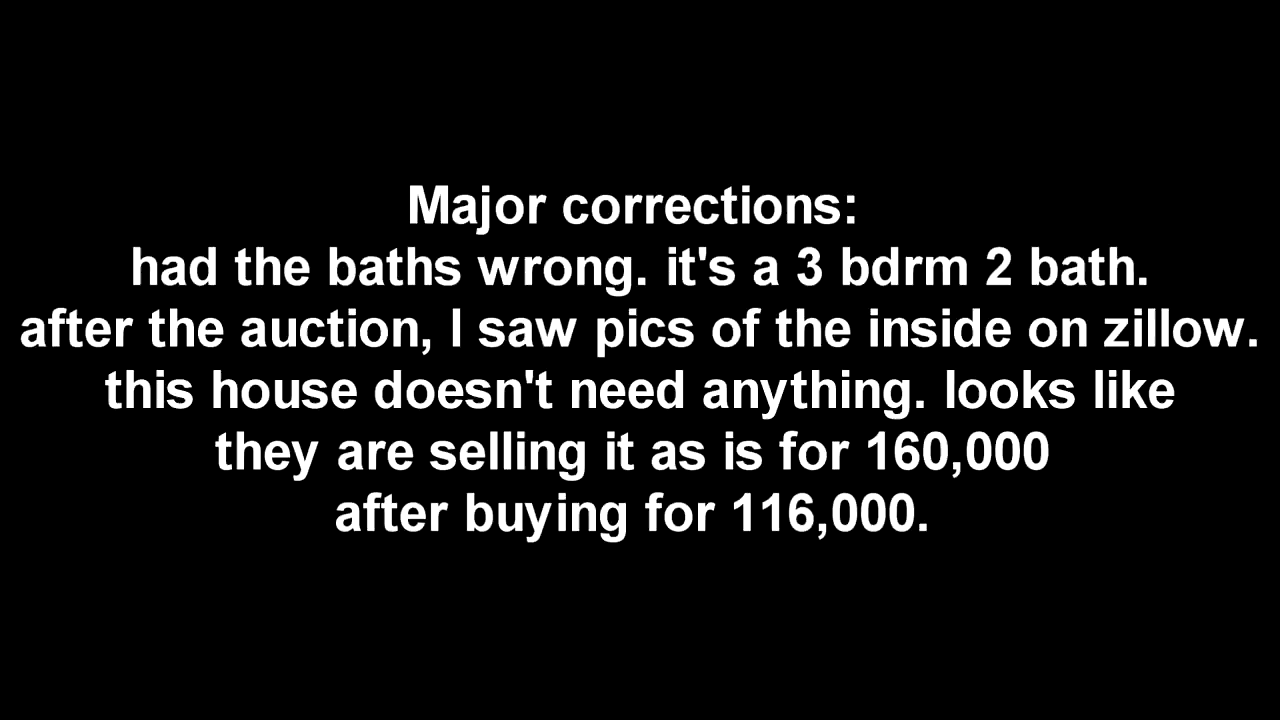 Major corrections:
had the baths wrong. it's a 3 bdrm 2 bath.
after the auction, I saw pics of the inside on zillow.
this house doesn't need anything. looks like
they are selling it as is for 160,000
after buying for 116,000.